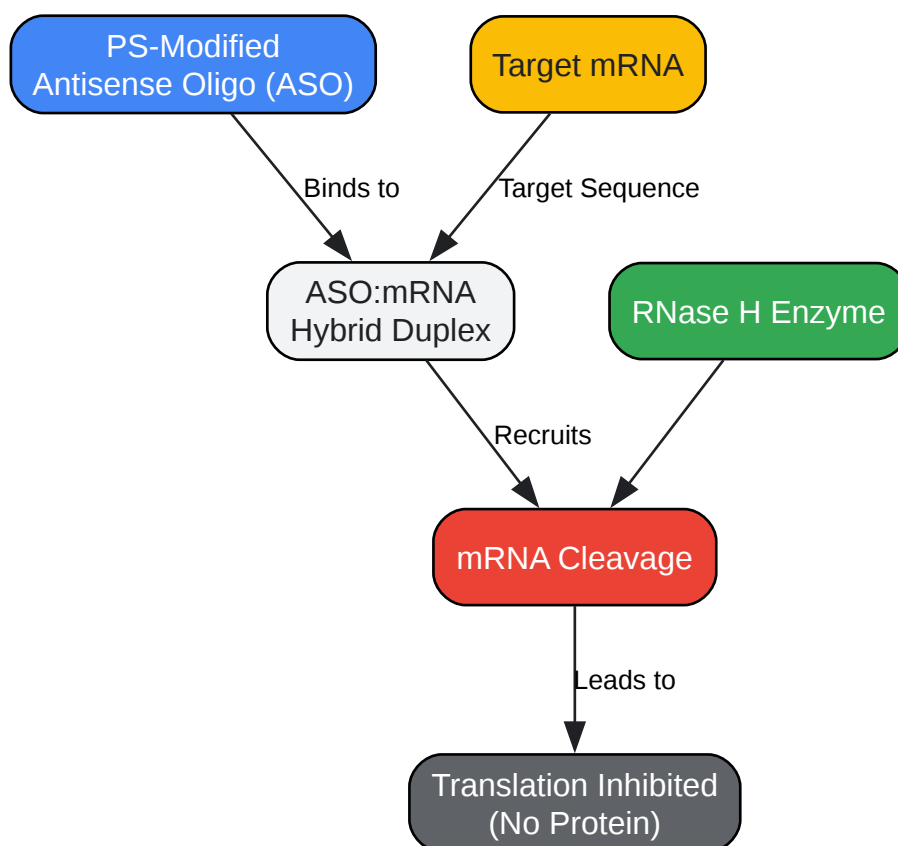 PS-Modified
Antisense Oligo (ASO)
Target mRNA
Binds to
Target Sequence
ASO:mRNA
Hybrid Duplex
RNase H Enzyme
Recruits
mRNA Cleavage
Leads to
Translation Inhibited
(No Protein)